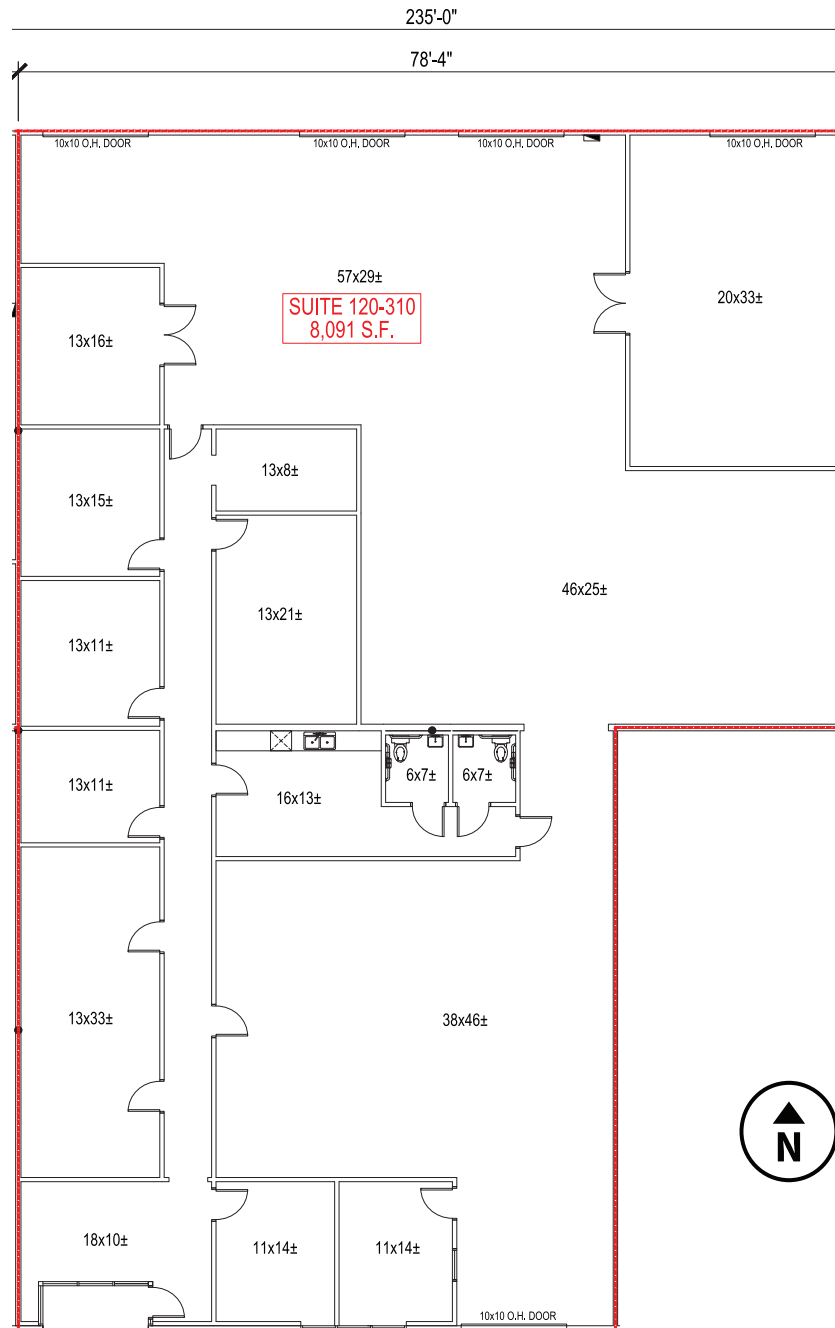 235'-0"
78'-4"
10x10 O.H. DOOR
10x10 O.H. DOOR
10x10 O.H. DOOR
10x10 O.H. DOOR
57x29±
SUITE 120-310
8,091 S.F.
20x33±
13x16±
13x8±
13x15±
46x25±
13x21±
13x11±
6x7±
6x7±
13x11±
16x13±
13x33±
38x46±
N
18x10±
11x14±
11x14±
10x10 O.H. DOOR